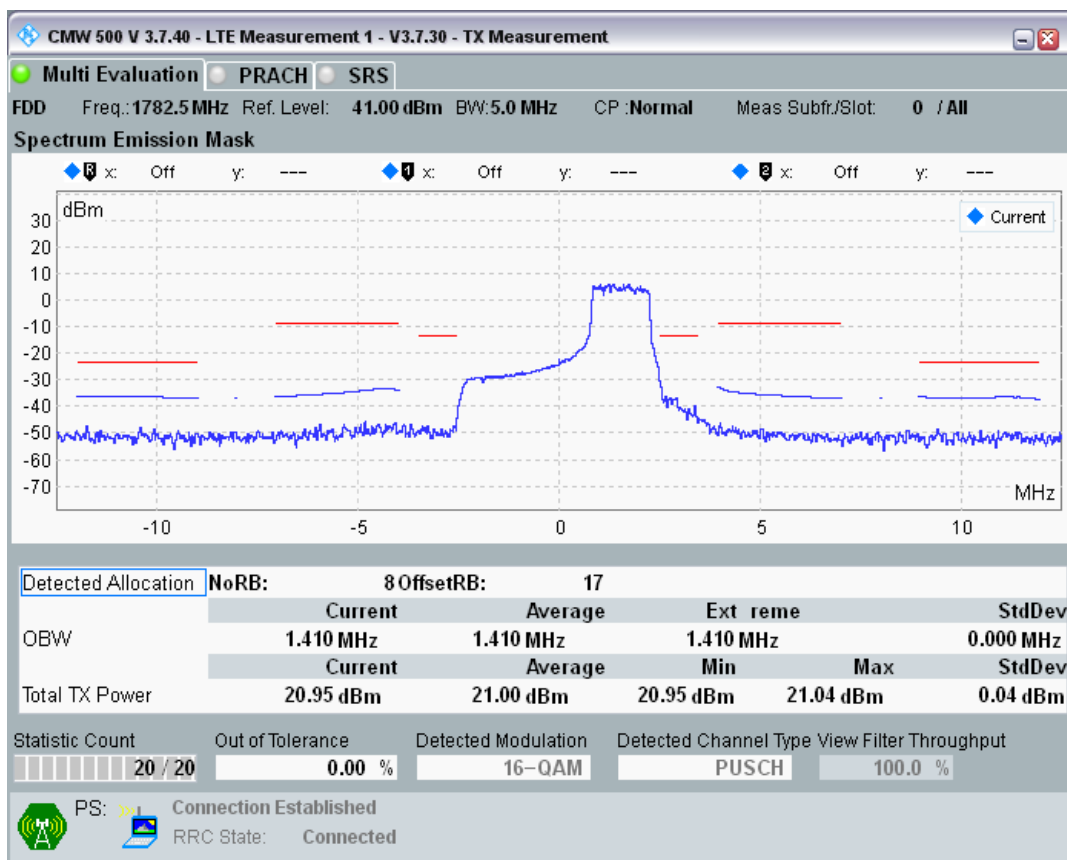 CMW 500 V 3.7.40 - LTE Measurement 1 - V3.7.30 - TX Measurement
Multi Evaluation PRACH SRS
FDD Freq.: 1782.5 MHz Ref. Level: 41.00 dBm BW: 5.0 MHz CP :Normal Meas Subfr./Slot: 0 / All
Spectrum Emission Mask
R x: Off y: --- 1 x: Off y: --- 2 x: Off y: ---
dBm
Current
30
20
10
0
-10
-20
-30
-40
-50
-60
-70
MHz
-10 -5 0 5 10
Detected Allocation NoRB: 8 OffsetRB: 17
Current Average Ext reme StdDev
OBW 1.410 MHz 1.410 MHz 1.410 MHz 0.000 MHz
Current Average Min Max StdDev
Total TX Power 20.95 dBm 21.00 dBm 20.95 dBm 21.04 dBm 0.04 dBm
Statistic Count Out of Tolerance Detected Modulation Detected Channel Type View Filter Throughput
20 / 20 0.00 % 16-QAM PUSCH 100.0 %
PS: Connection Established
RRC State: Connected